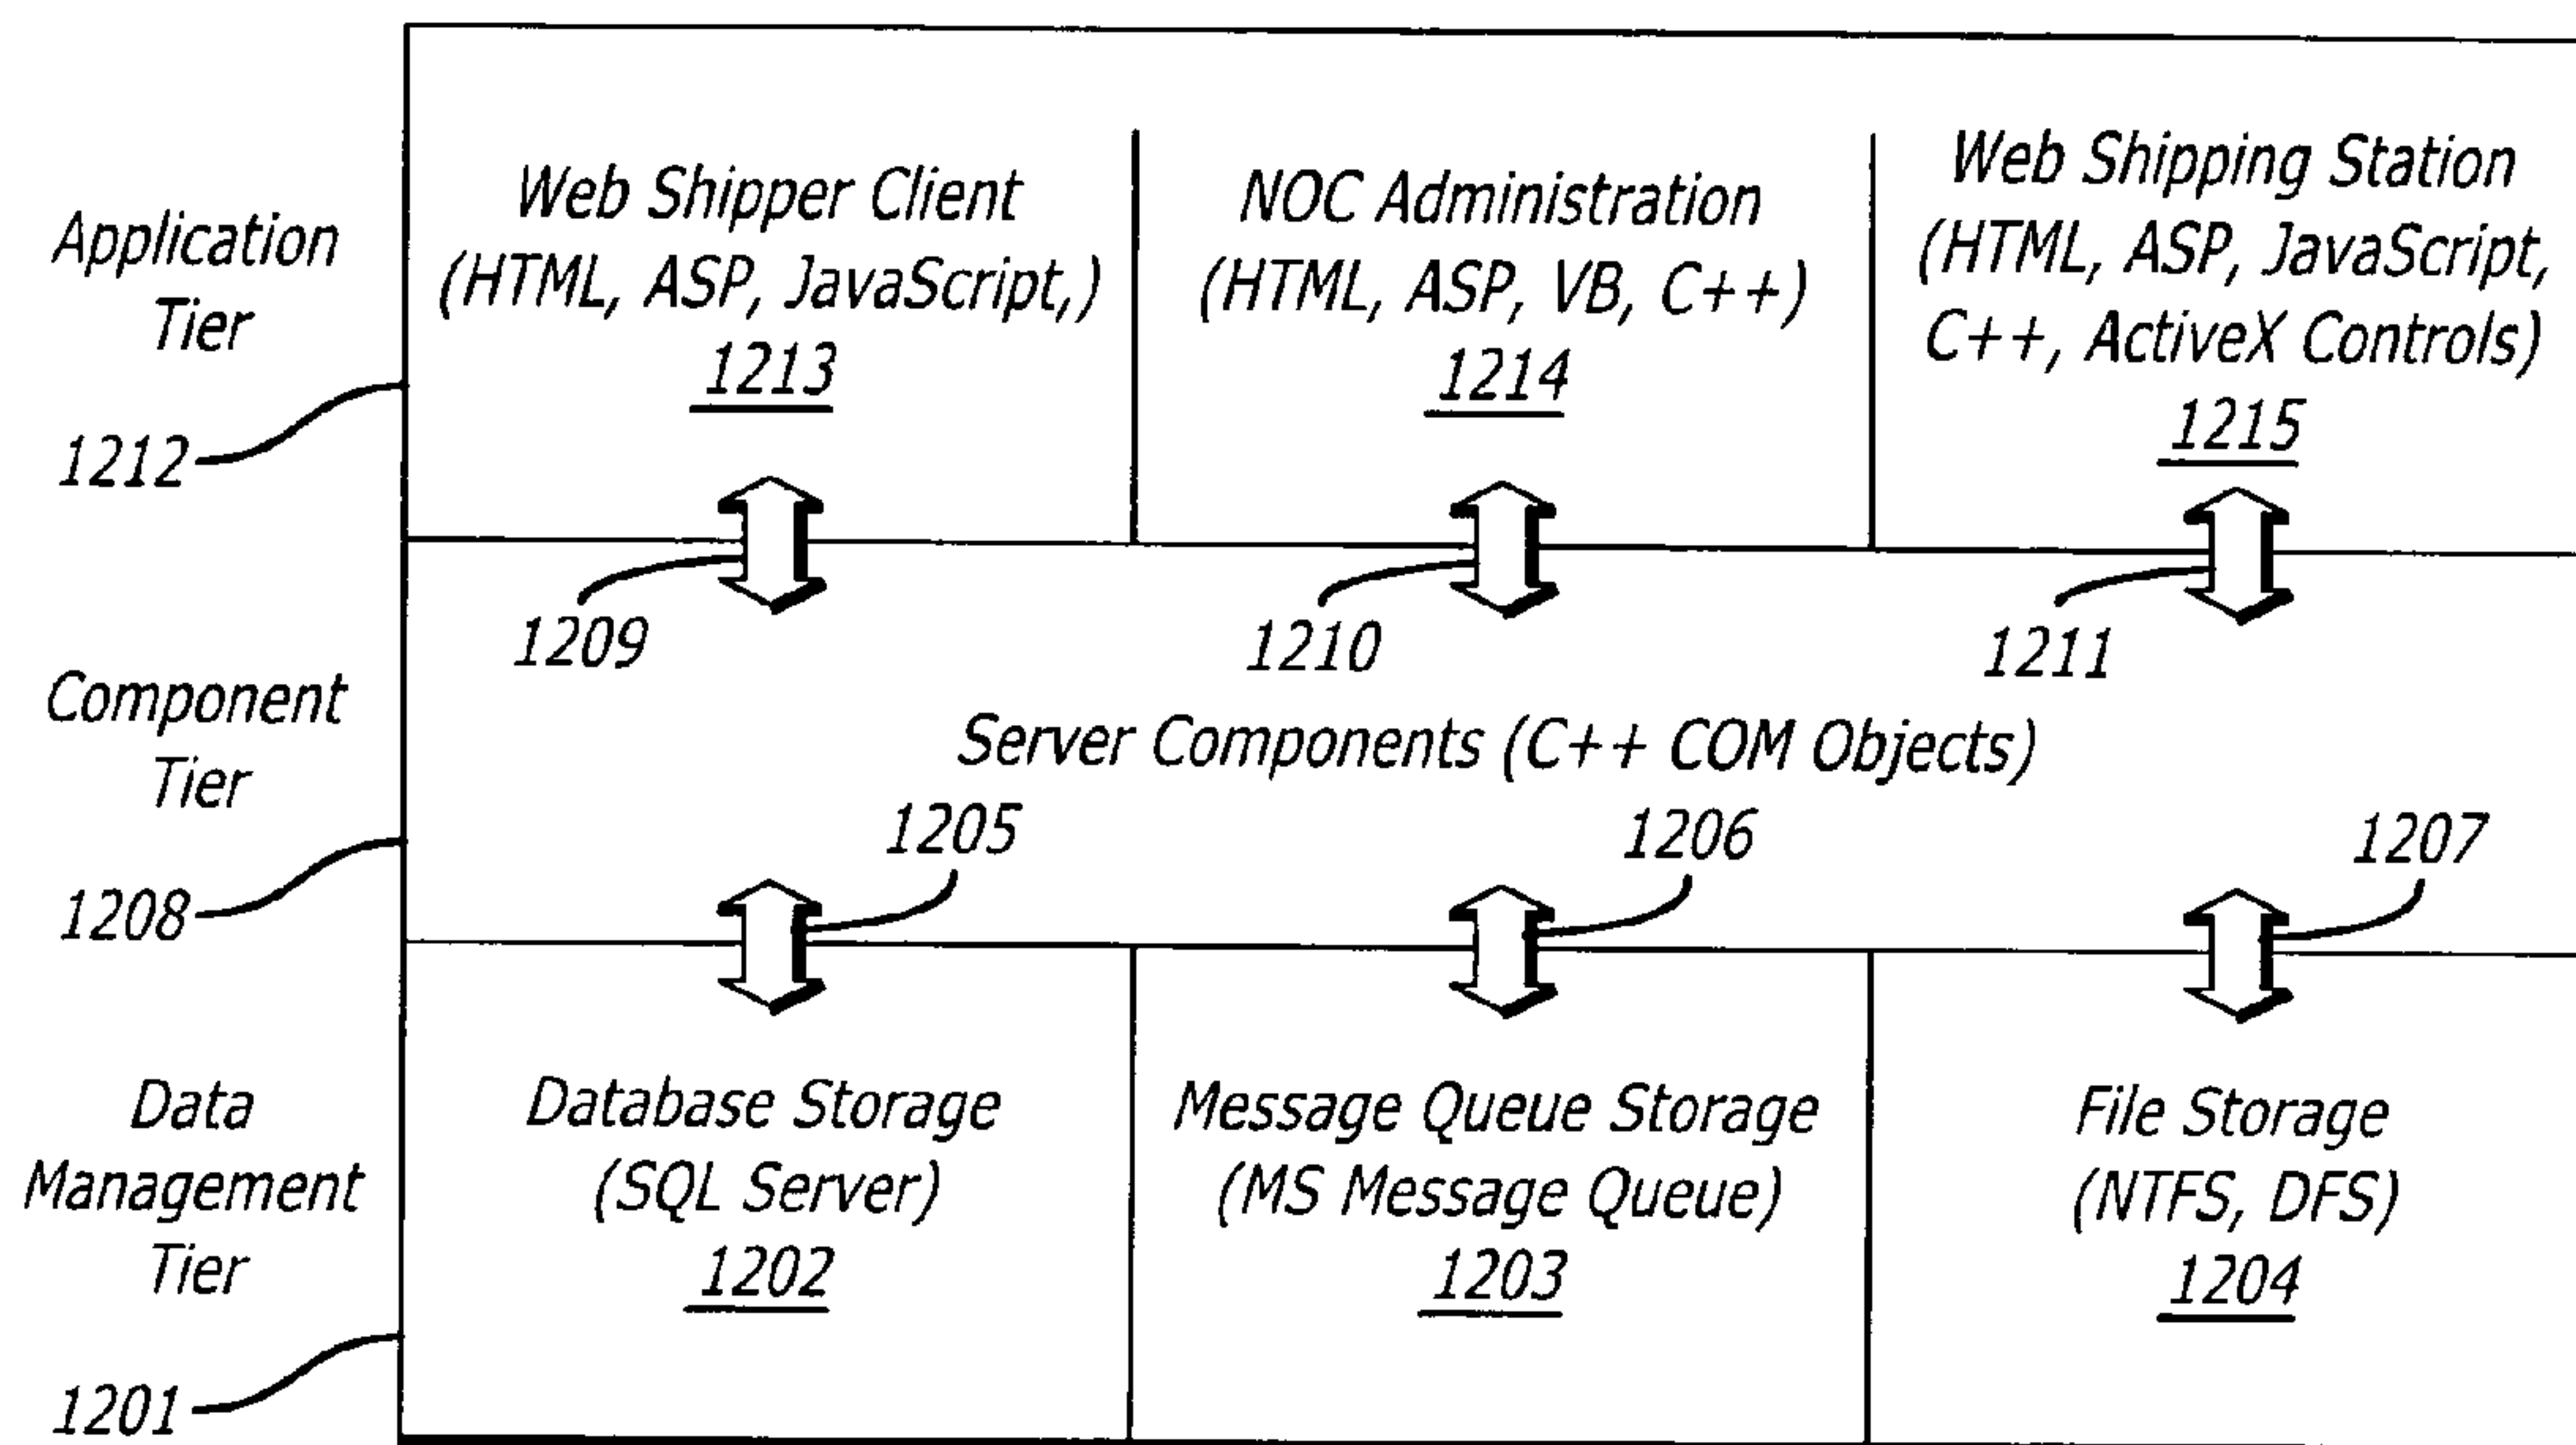 Application
Tier
1212
Web Shipper Client
(HTML, ASP, JavaScript,)
1213
NOC Administration
(HTML, ASP, VB, C++)
1214
Web Shipping Station
(HTML, ASP, JavaScript,
C++, ActiveX Controls)
1215
1209
1210
1211
Component
Tier
1208
Server Components (C++ COM Objects)
1205
1206
1207
Data
Management
Tier
1201
Database Storage
(SQL Server)
1202
Message Queue Storage
(MS Message Queue)
1203
File Storage
(NTFS, DFS)
1204